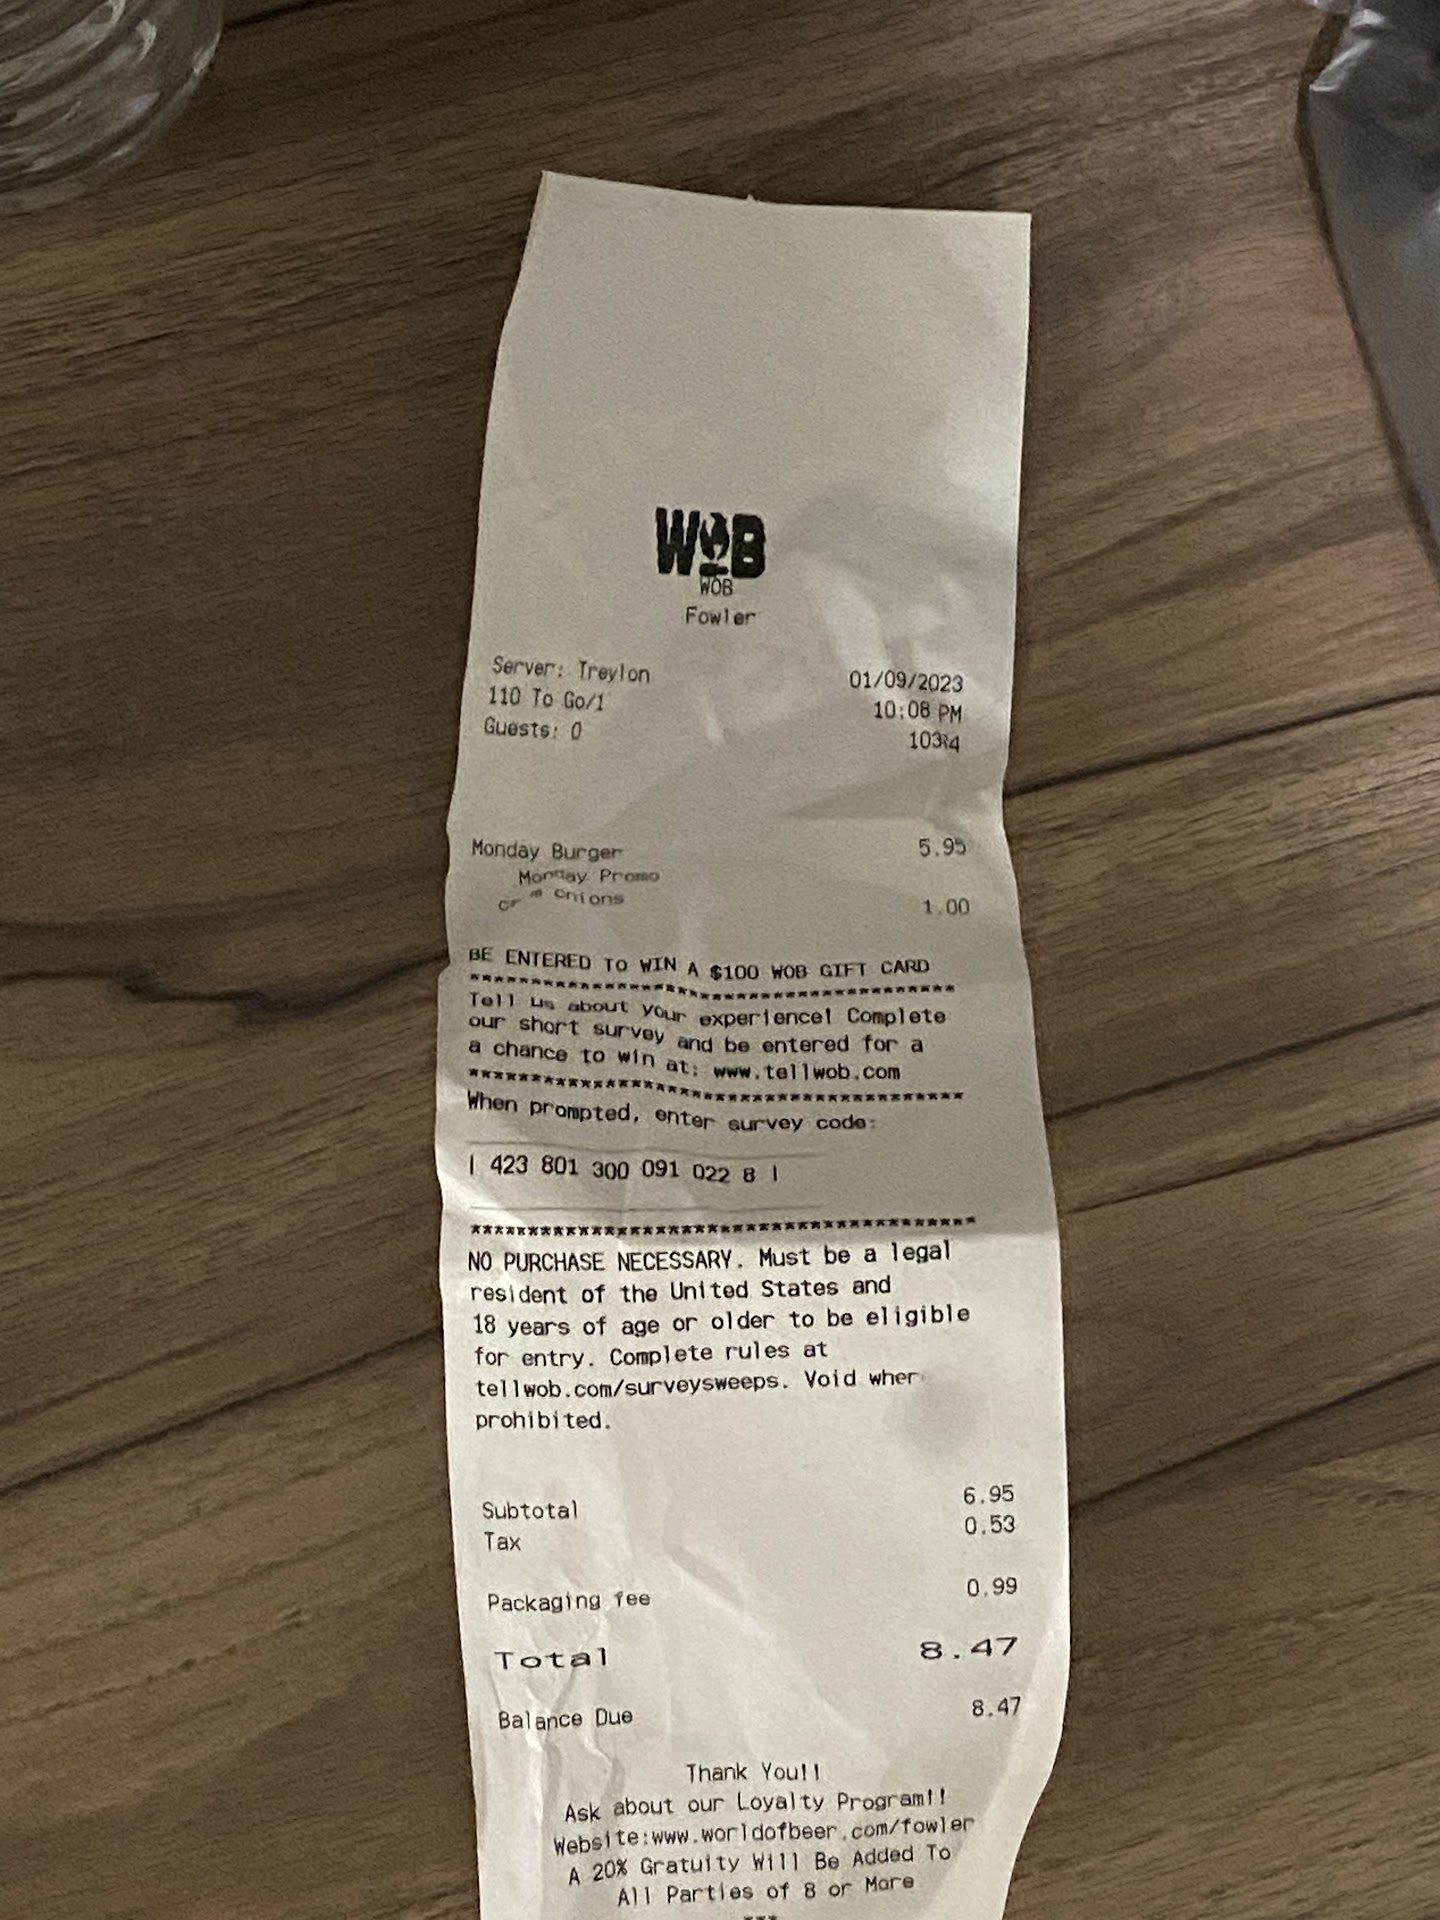 WOB
WOB
Fowler
Server: Treylon 01/09/2023
110 To Go/1 10:08 PM
Guests: 0
Monday Burger 5.95
Monday Promo
Onions 1.00
BE ENTERED TO WIN A $100 WOB GIFT CARD
****************************************
Tell us about your experience! Complete
our short survey and be entered for a
a chance to win at: www.tellwob.com
****************************************
When prompted, enter survey code:
| 423 801 300 091 022 8 |
****************************************
NO PURCHASE NECESSARY. Must be a legal
resident of the United States and
18 years of age or older to be eligible
for entry. Complete rules at
tellwob.com/surveysweeps. Void wher
prohibited.
Subtotal 6.95
Tax 0.53
Packaging fee 0.99
Total 8.47
Balance Due 8.47
Thank You!!
Ask about our Loyalty Program!!
Website:www.worldofbeer.com/fowler
A 20% Gratuity Will Be Added To
All Parties of 8 or More
***